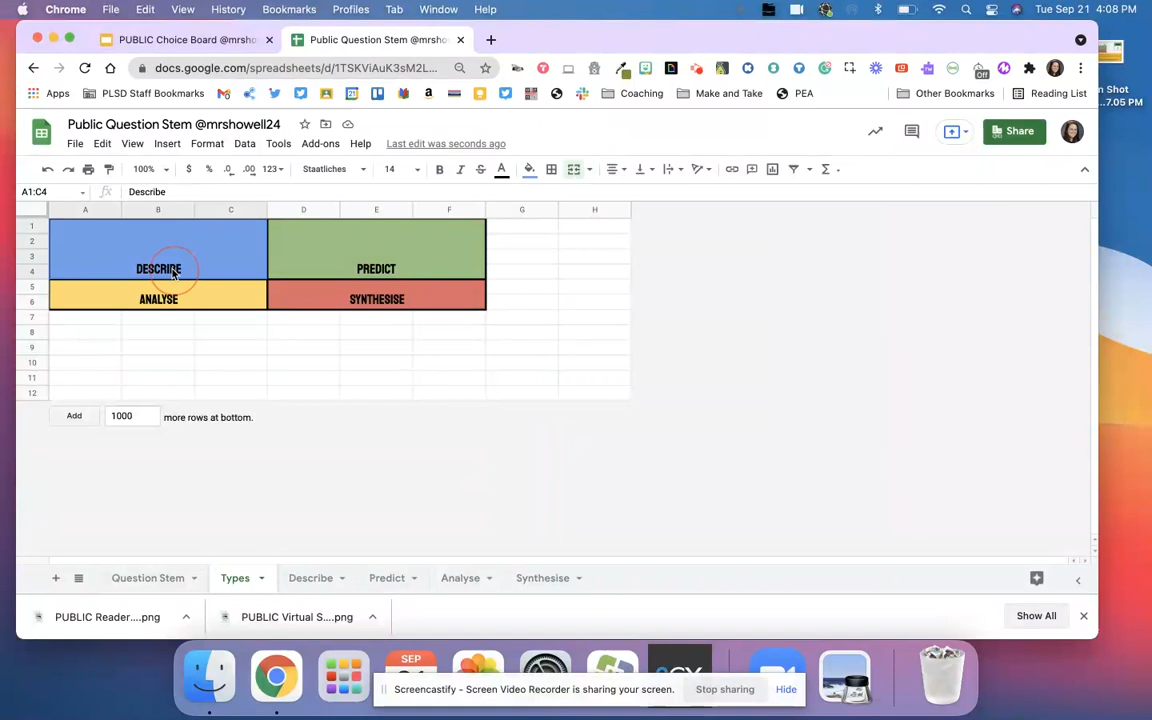 Chrome File Edit View History Bookmarks Profiles Tab Window Help Tue Sep 21 4:08 PM
PUBLIC Choice Board @mrsho Public Question Stem @mrsho
docs.google.com/spreadsheets/d/1TSKViAuK3sM2L...
Off
Apps PLSD Staff Bookmarks Coaching Make and Take PEA Other Bookmarks Reading List
n Shot
...7.05 PM
Public Question Stem @mrshowell24
Share
File Edit View Insert Format Data Tools Add-ons Help Last edit was seconds ago
100% $ % .0 .00 123 Staatliches 14 B I S A
A1:C4 fx Describe
A B C D E F G H
1
2
3
4 DESCRIBE PREDICT
5
6 ANALYSE SYNTHESISE
7
8
9
10
11
12
Add 1000 more rows at bottom.
+ Question Stem Types Describe Predict Analyse Synthesise
PUBLIC Reader....png PUBLIC Virtual S....png Show All
SEP
Screencastify - Screen Video Recorder is sharing your screen. Stop sharing Hide